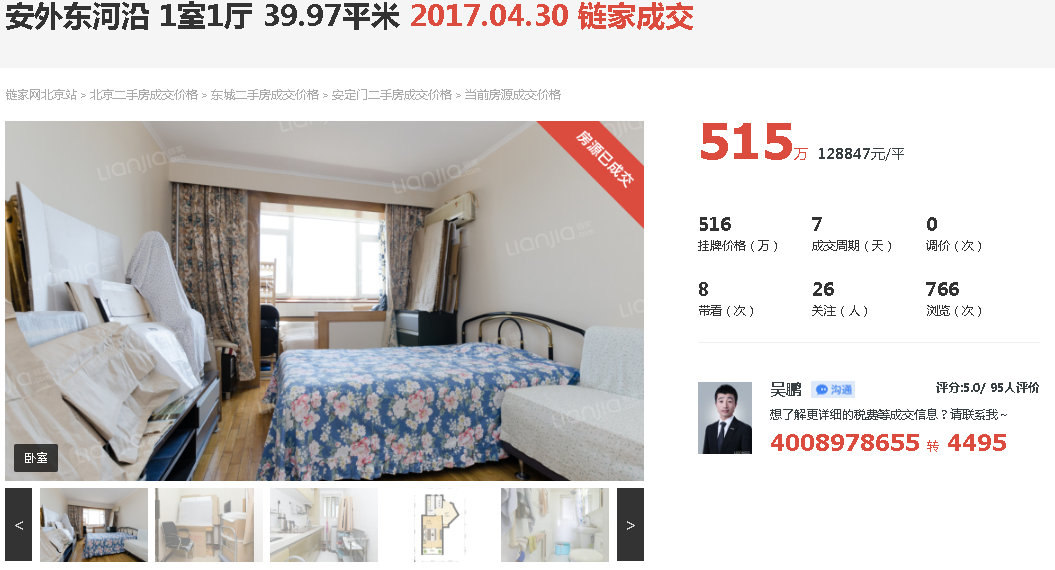 安外东河沿 1室1厅 39.97平米 2017.04.30 链家成交
链家网北京站 > 北京二手房成交价格 > 东城二手房成交价格 > 安定门二手房成交价格 > 当前房源成交价格
房源已成交
LIANJIA
LIANJIA
LIANJIA
LIANJIA
卧室
<
>
515万 128847元/平
516 7 0
挂牌价格（万） 成交周期（天） 调价（次）
8 26 766
带看（次） 关注（人） 浏览（次）
吴鹏 沟通 评分:5.0/ 95人评价
想了解更详细的税费等成交信息？请联系我~
4008978655 转 4495